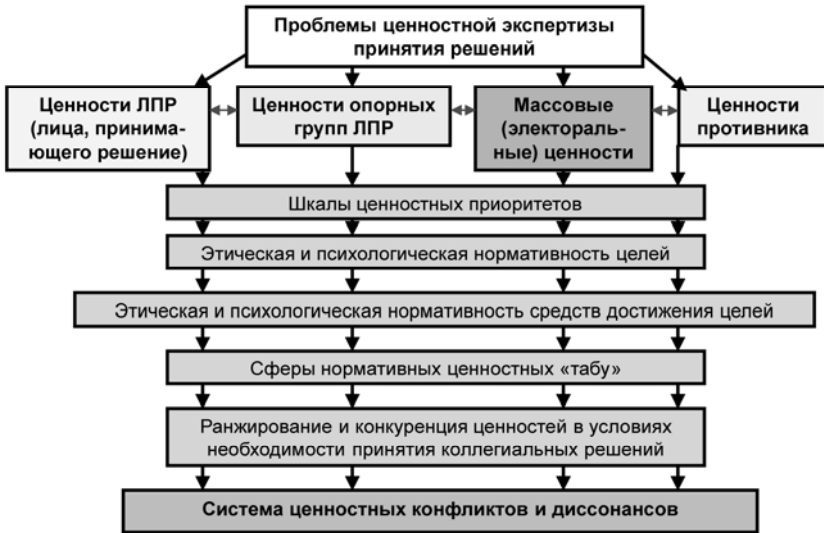 Проблемы ценностной экспертизы
принятия решений
Ценности ЛПР
(лица, принима-
ющего решение)
Ценности опорных
групп ЛПР
Массовые
(электораль-
ные) ценности
Ценности
противника
Шкалы ценностных приоритетов
Этическая и психологическая нормативность целей
Этическая и психологическая нормативность средств достижения целей
Сферы нормативных ценностных «табу»
Ранжирование и конкуренция ценностей в условиях
необходимости принятия коллегиальных решений
Система ценностных конфликтов и диссонансов